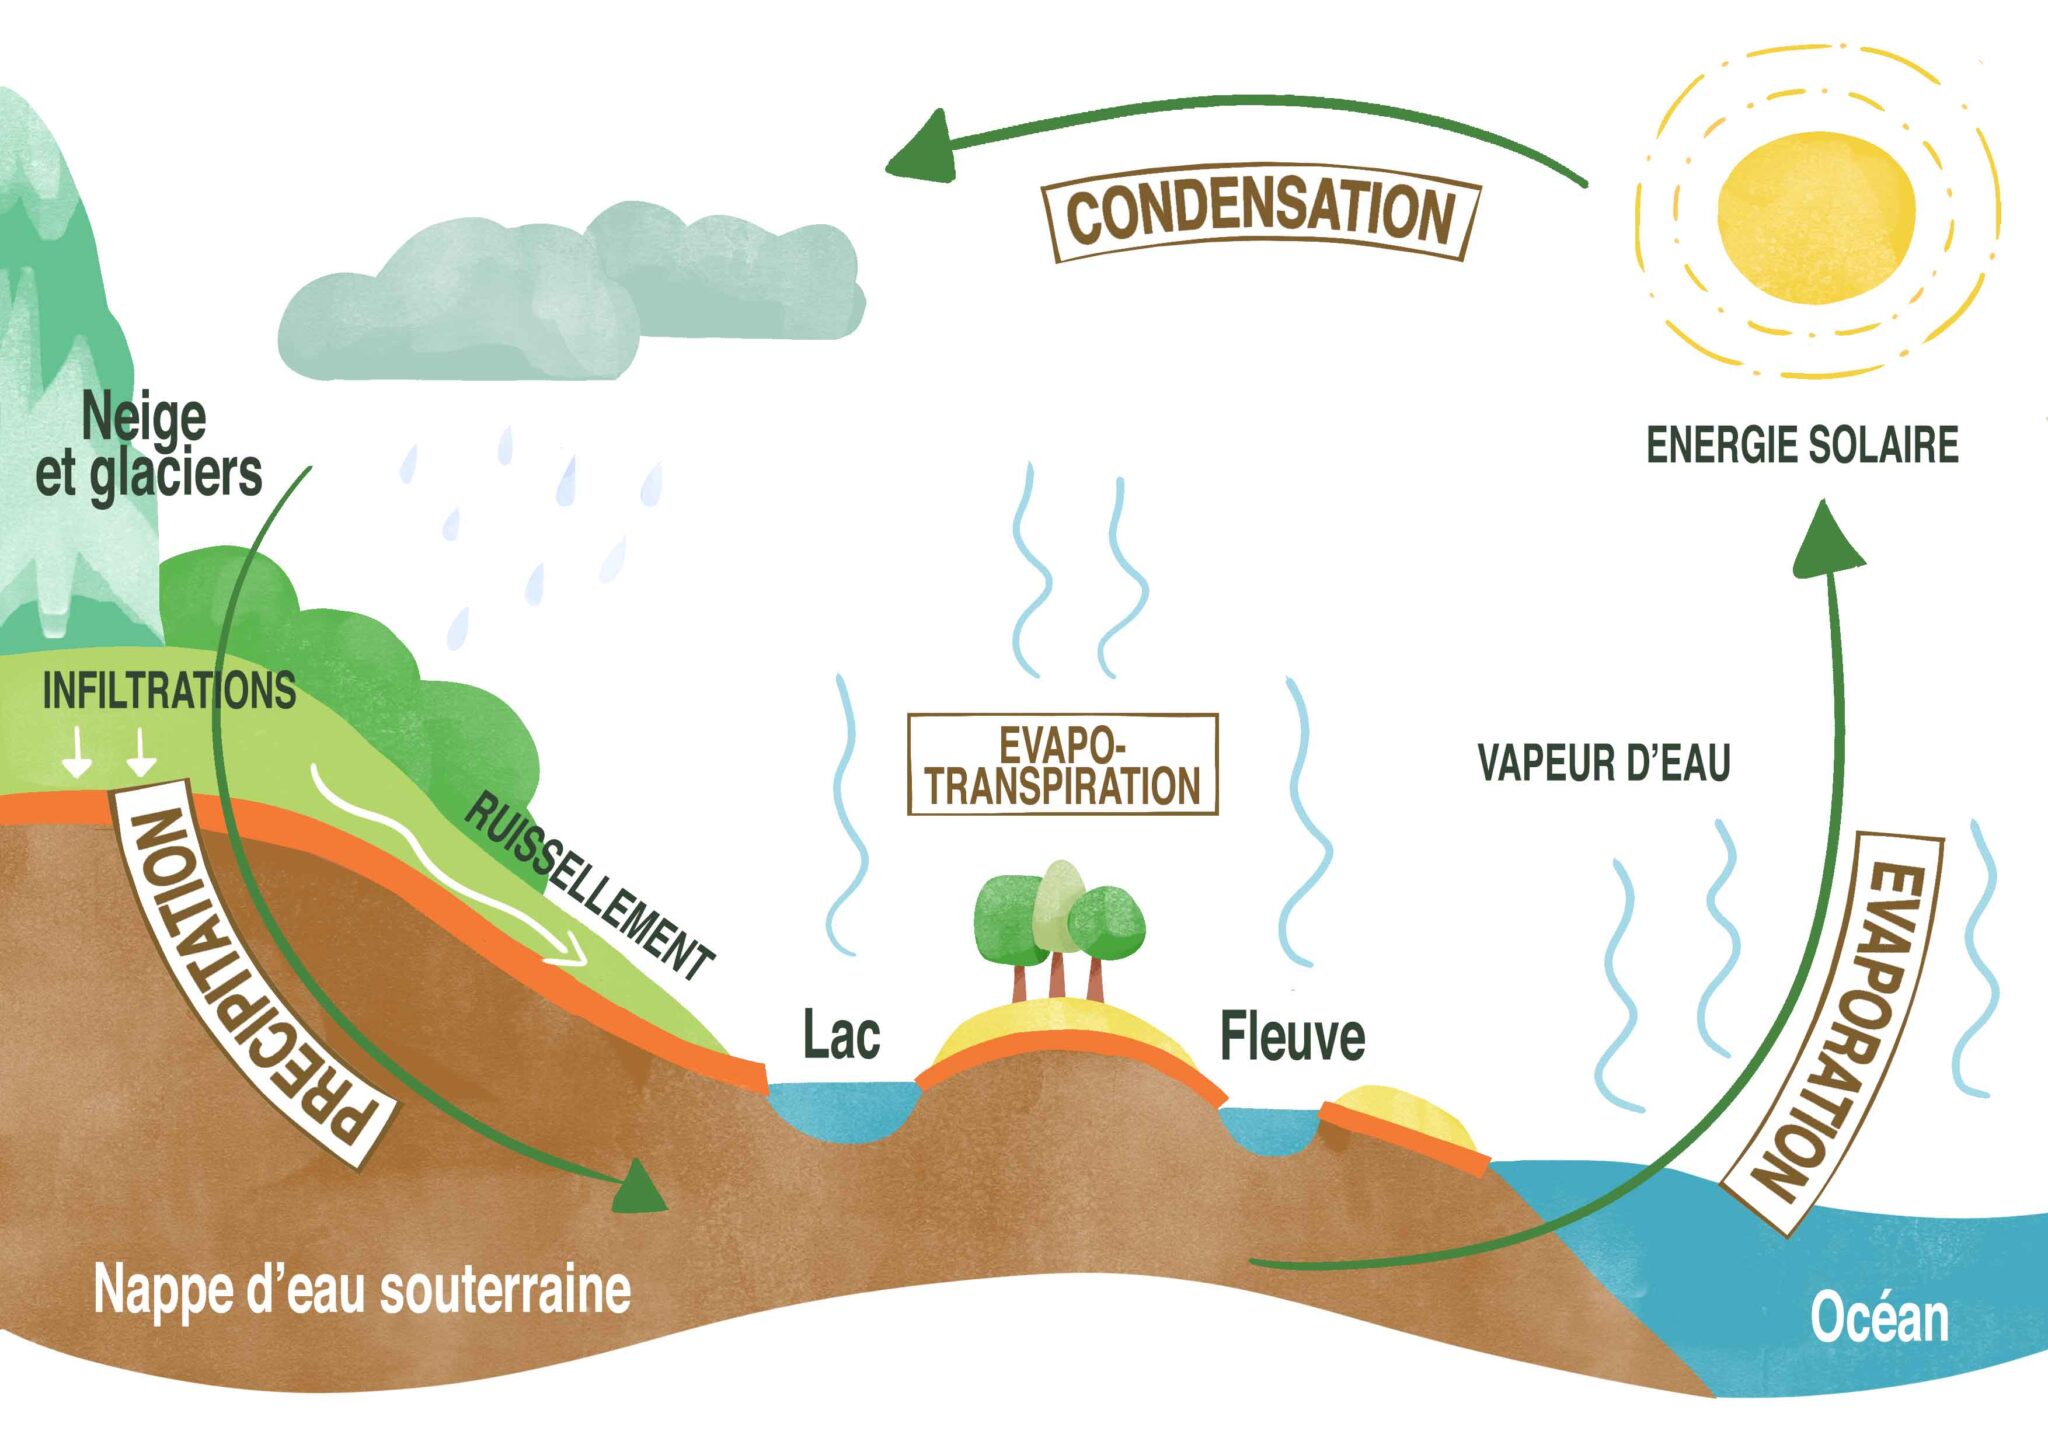 CONDENSATION
ENERGIE SOLAIRE
Neige
et glaciers
INFILTRATIONS
PRECIPITATION
RUISSELLEMENT
EVAPO-
TRANSPIRATION
VAPEUR D'EAU
EVAPORATION
Lac
Fleuve
Nappe d'eau souterraine
Océan